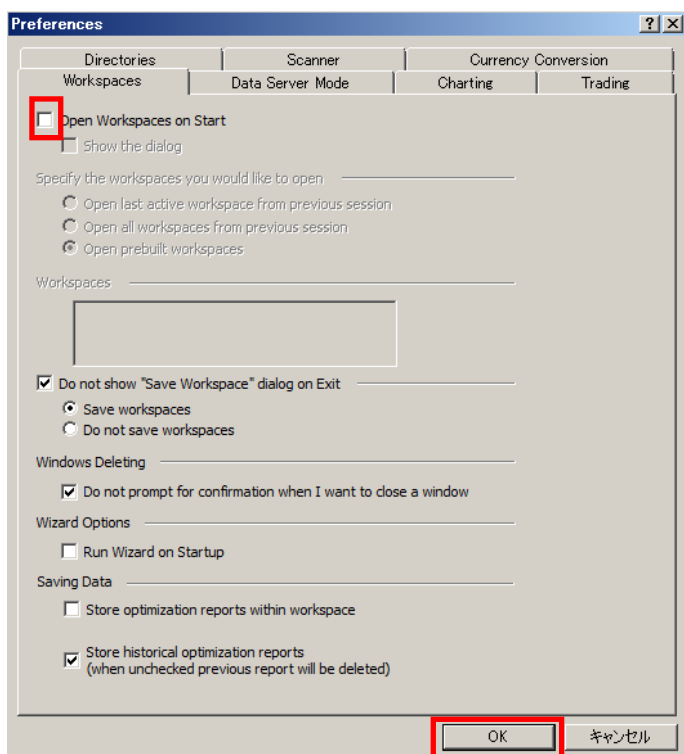 Preferences
Directories
Scanner
Currency Conversion
Workspaces
Data Server Mode
Charting
Trading
Open Workspaces on Start
Show the dialog
Specify the workspaces you would like to open
Open last active workspace from previous session
Open all workspaces from previous session
Open prebuilt workspaces
Workspaces
Do not show "Save Workspace" dialog on Exit
Save workspaces
Do not save workspaces
Windows Deleting
Do not prompt for confirmation when I want to close a window
Wizard Options
Run Wizard on Startup
Saving Data
Store optimization reports within workspace
Store historical optimization reports
(when unchecked previous report will be deleted)
OK
キャンセル